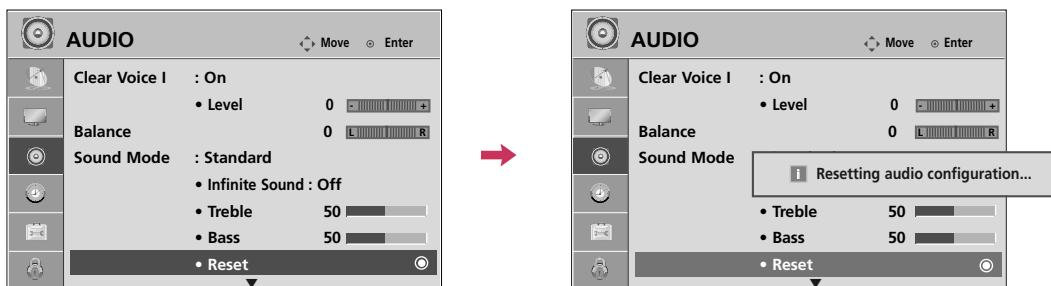 AUDIO Move Enter
Clear Voice I : On
• Level 0 - +
Balance 0 L R
Sound Mode : Standard
• Infinite Sound : Off
• Treble 50
• Bass 50
• Reset
AUDIO Move Enter
Clear Voice I : On
• Level 0 - +
Balance 0 L R
Sound Mode
i Resetting audio configuration...
• Treble 50
• Bass 50
• Reset